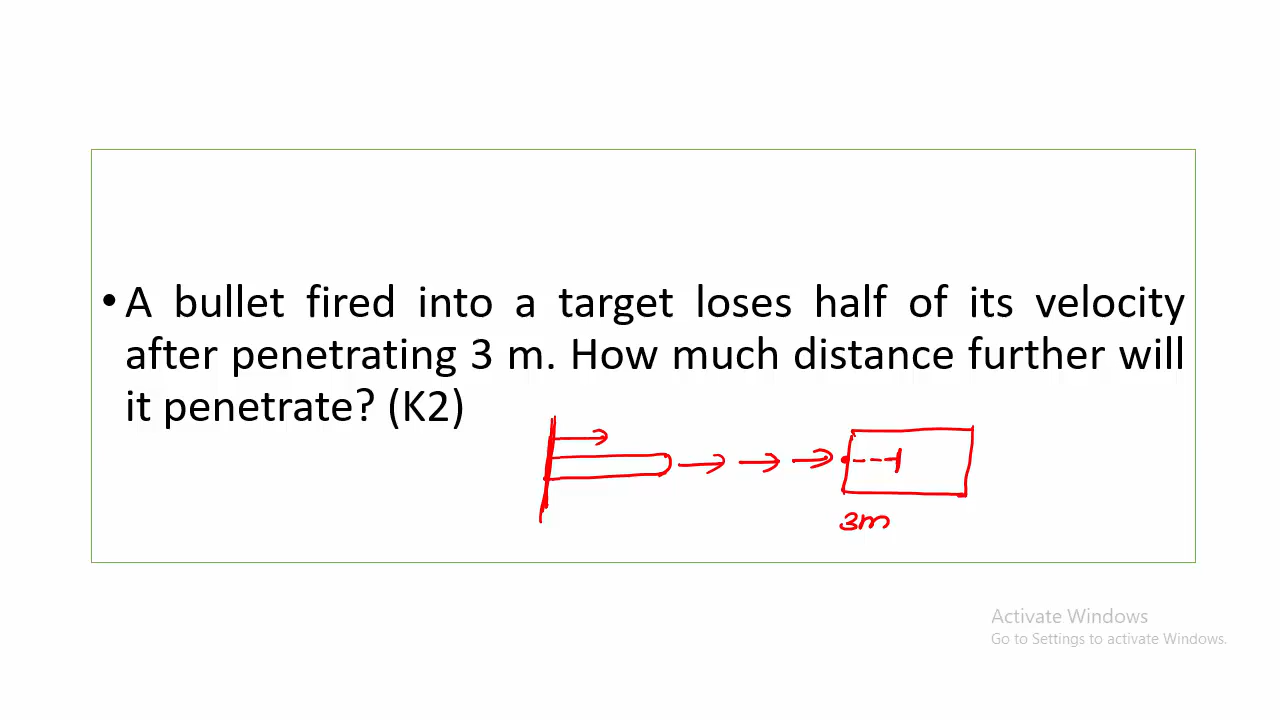 • A bullet fired into a target loses half of its velocity
after penetrating 3 m. How much distance further will
it penetrate? (K2)
3m
Activate Windows
Go to Settings to activate Windows.